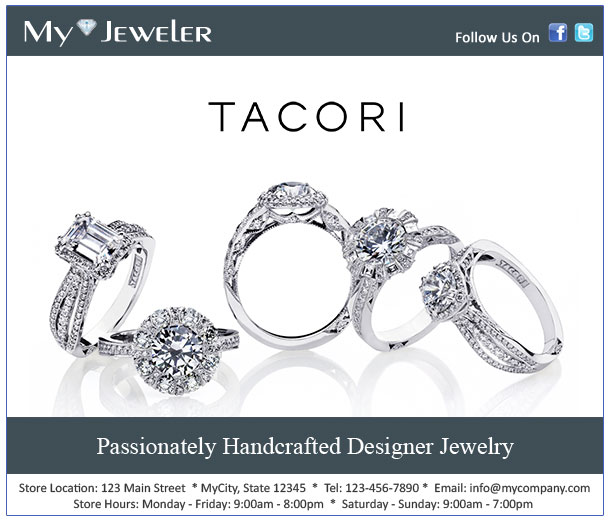 My Jeweler
Follow Us On f t
TACORI
Passionately Handcrafted Designer Jewelry
Store Location: 123 Main Street * MyCity, State 12345 * Tel: 123-456-7890 * Email: info@mycompany.com
Store Hours: Monday - Friday: 9:00am - 8:00pm * Saturday - Sunday: 9:00am - 7:00pm